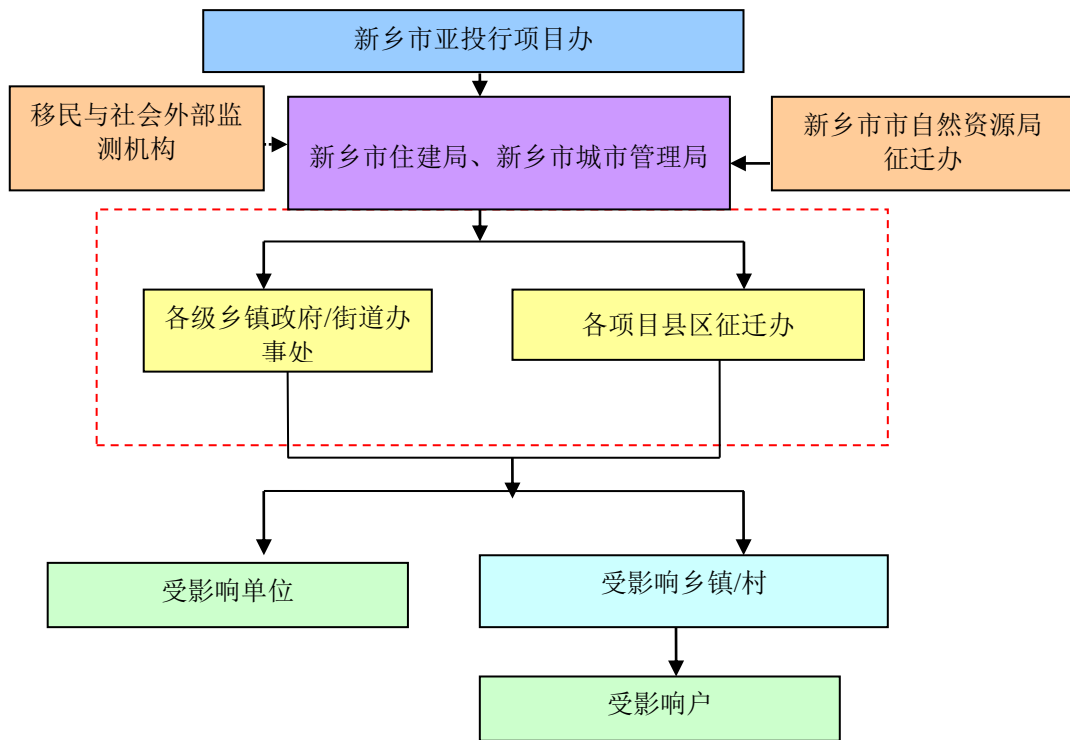 新乡市亚投行项目办
移民与社会外部监
测机构
新乡市住建局、新乡市城市管理局
新乡市市自然资源局
征迁办
各级乡镇政府/街道办
事处
各项目县区征迁办
受影响单位
受影响乡镇/村
受影响户